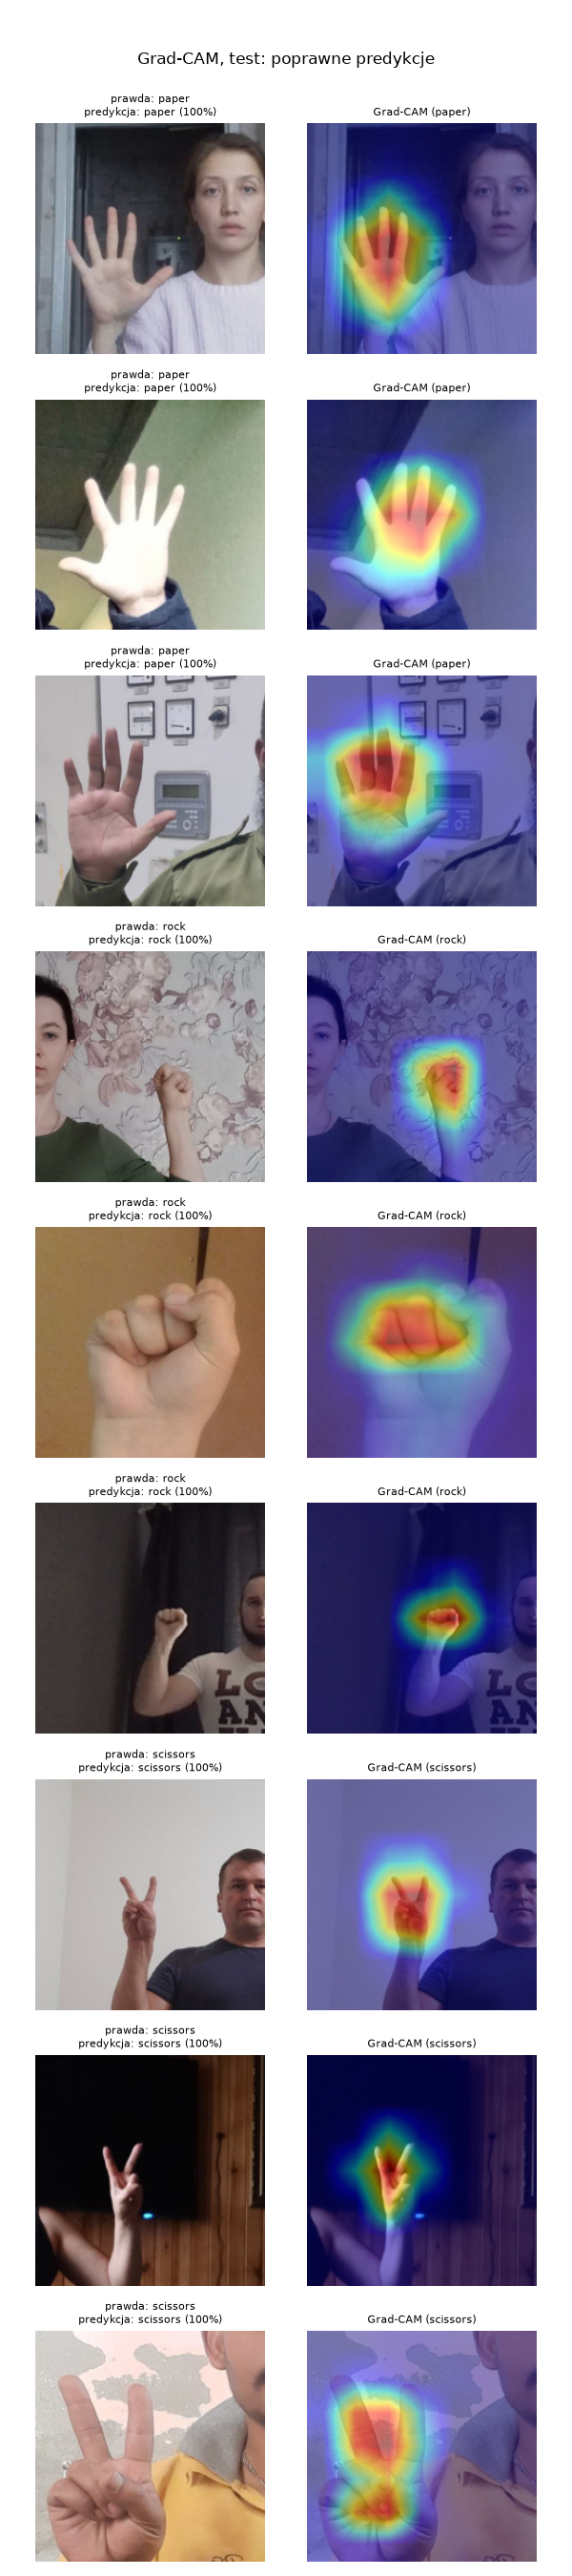 Grad-CAM, test: poprawne predykcje
prawda: paper
predykcja: paper (100%)
Grad-CAM (paper)
prawda: paper
predykcja: paper (100%)
Grad-CAM (paper)
prawda: paper
predykcja: paper (100%)
Grad-CAM (paper)
prawda: rock
predykcja: rock (100%)
Grad-CAM (rock)
prawda: rock
predykcja: rock (100%)
Grad-CAM (rock)
prawda: rock
predykcja: rock (100%)
Grad-CAM (rock)
LO
AN
LO
AN
prawda: scissors
predykcja: scissors (100%)
Grad-CAM (scissors)
prawda: scissors
predykcja: scissors (100%)
Grad-CAM (scissors)
prawda: scissors
predykcja: scissors (100%)
Grad-CAM (scissors)